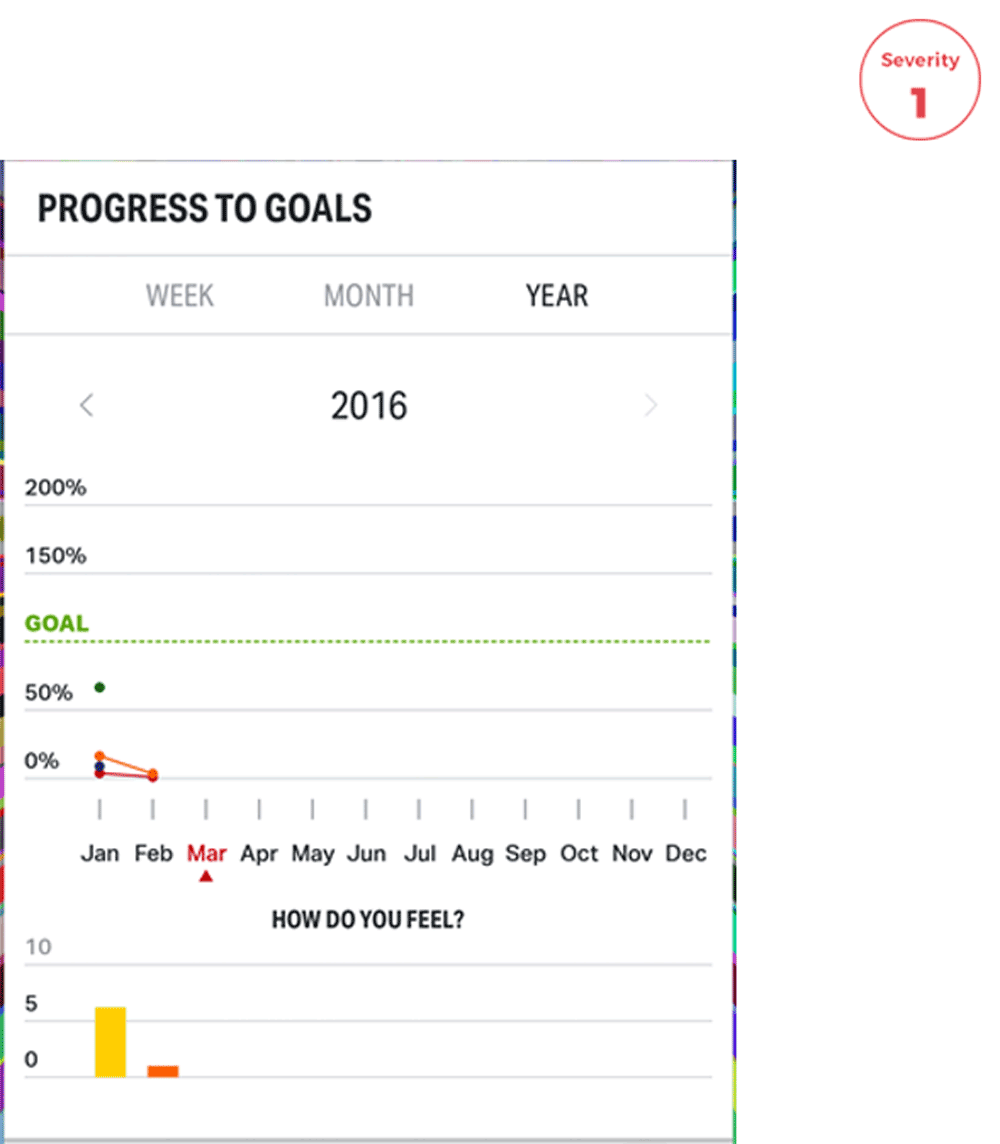 Severity
1
PROGRESS TO GOALS
WEEK MONTH YEAR
2016
200%
150%
GOAL
50%
0%
Jan Feb Mar Apr May Jun Jul Aug Sep Oct Nov Dec
HOW DO YOU FEEL?
10
5
0